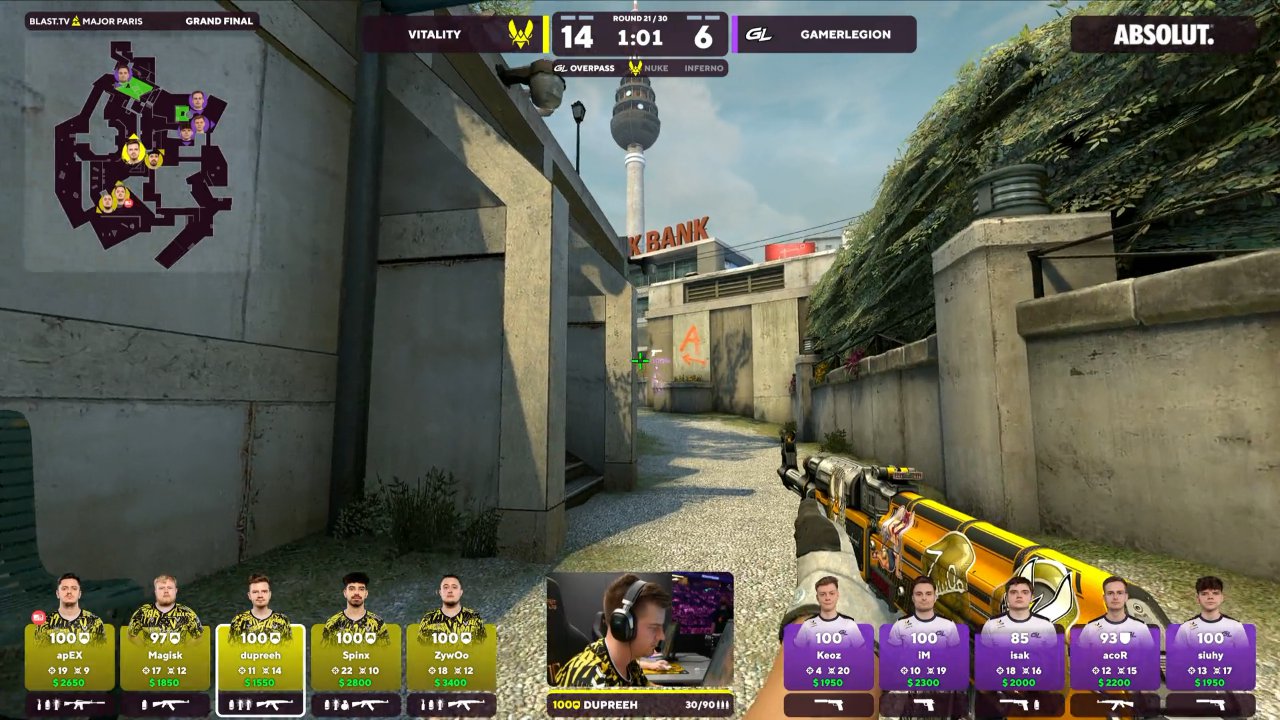 BLAST.TV MAJOR PARIS GRAND FINAL
VITALITY
14
ROUND 21 / 30
1:01
6
GL GAMERLEGION
ABSOLUT.
GL OVERPASS NUKE INFERNO
K BANK
A
100
apEX
19 9
$2650
97
Magisk
17 12
$1850
100
dupreeh
11 14
$1550
100
Spinx
22 10
$2800
100
ZywOo
18 12
$3400
100 DUPREEH 30/90
100
Keoz
4 20
$1950
100
iM
10 19
$2300
85
isak
18 16
$2000
93
acoR
12 15
$2200
100
siuhy
13 17
$1950